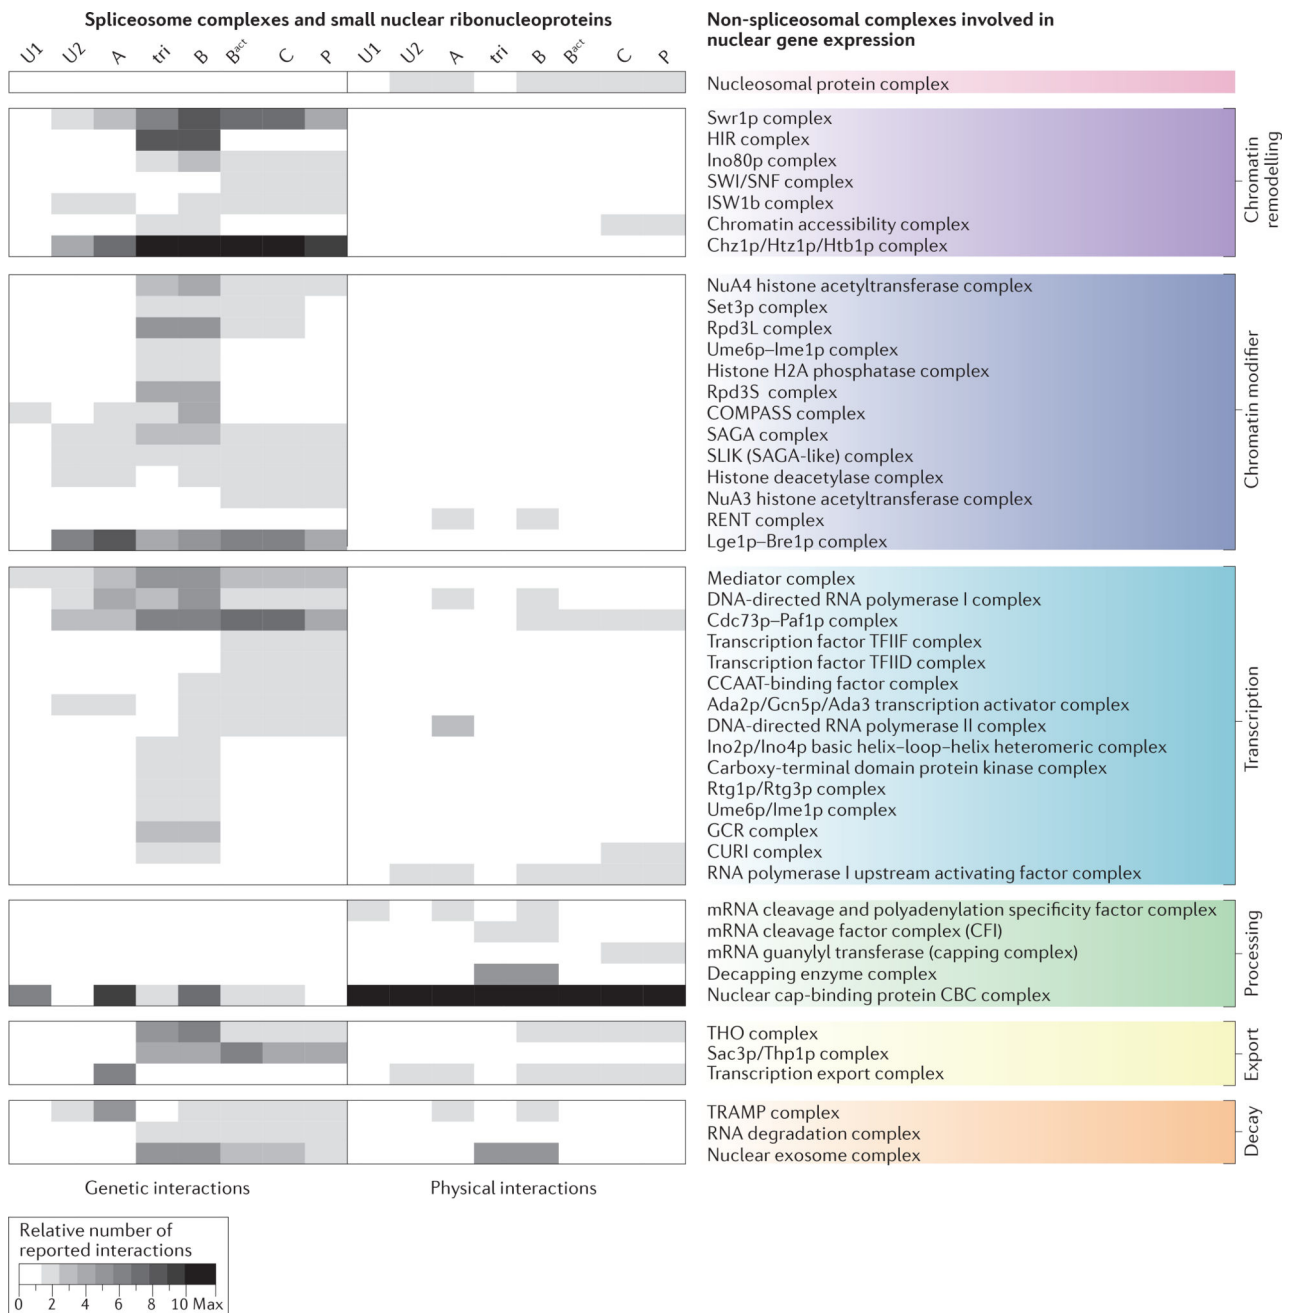 Spliceosome complexes and small nuclear ribonucleoproteins
U1 U2 A tri B Bact C P U1 U2 A tri B Bact C P
Non-spliceosomal complexes involved in
nuclear gene expression
Nucleosomal protein complex
Swr1p complex
HIR complex
Ino80p complex
SWI/SNF complex
ISW1b complex
Chromatin accessibility complex
Chz1p/Htz1p/Htb1p complex
Chromatin
remodelling
NuA4 histone acetyltransferase complex
Set3p complex
Rpd3L complex
Ume6p–Ime1p complex
Histone H2A phosphatase complex
Rpd3S complex
COMPASS complex
SAGA complex
SLIK (SAGA-like) complex
Histone deacetylase complex
NuA3 histone acetyltransferase complex
RENT complex
Lge1p–Bre1p complex
Chromatin modifier
Mediator complex
DNA-directed RNA polymerase I complex
Cdc73p–Paf1p complex
Transcription factor TFIIF complex
Transcription factor TFIID complex
CCAAT-binding factor complex
Ada2p/Gcn5p/Ada3 transcription activator complex
DNA-directed RNA polymerase II complex
Ino2p/Ino4p basic helix–loop–helix heteromeric complex
Carboxy-terminal domain protein kinase complex
Rtg1p/Rtg3p complex
Ume6p/Ime1p complex
GCR complex
CURI complex
RNA polymerase I upstream activating factor complex
Transcription
mRNA cleavage and polyadenylation specificity factor complex
mRNA cleavage factor complex (CFI)
mRNA guanylyl transferase (capping complex)
Decapping enzyme complex
Nuclear cap-binding protein CBC complex
Processing
THO complex
Sac3p/Thp1p complex
Transcription export complex
Export
TRAMP complex
RNA degradation complex
Nuclear exosome complex
Decay
Genetic interactions
Physical interactions
Relative number of
reported interactions
0 2 4 6 8 10 Max